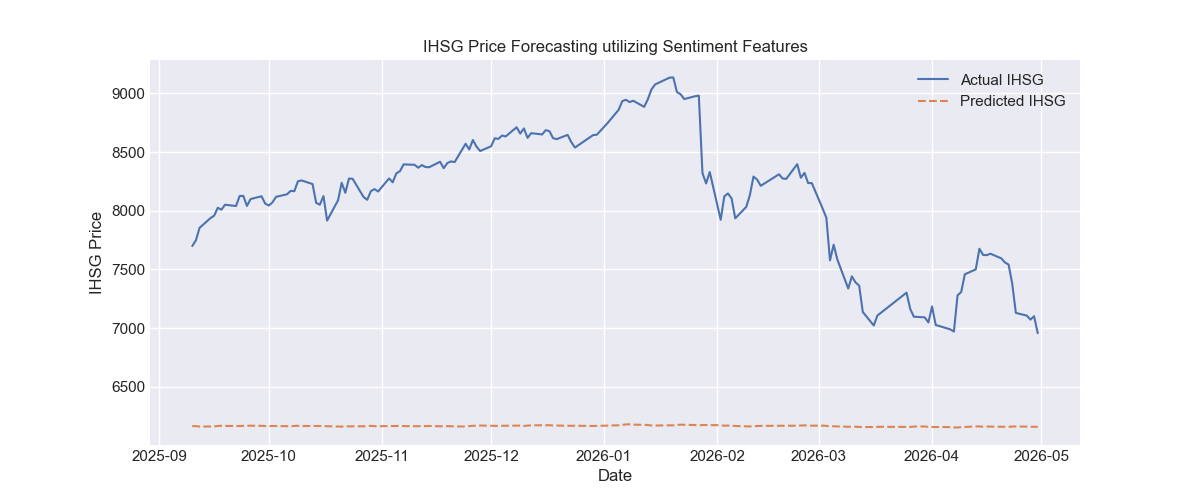 IHSG Price Forecasting utilizing Sentiment Features
Actual IHSG
Predicted IHSG
IHSG Price
9000
8500
8000
7500
7000
6500
2025-09 2025-10 2025-11 2025-12 2026-01 2026-02 2026-03 2026-04 2026-05
Date